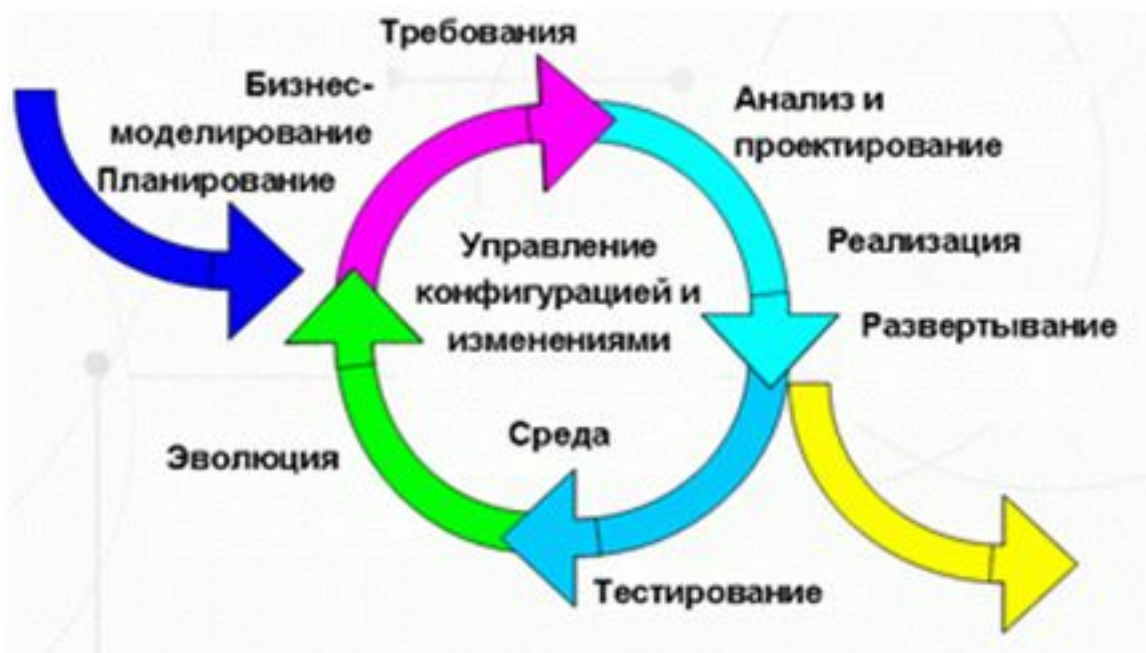 Требования
Бизнес-
моделирование
Планирование
Анализ и
проектирование
Управление
конфигурацией и
изменениями
Реализация
Развертывание
Среда
Эволюция
Тестирование